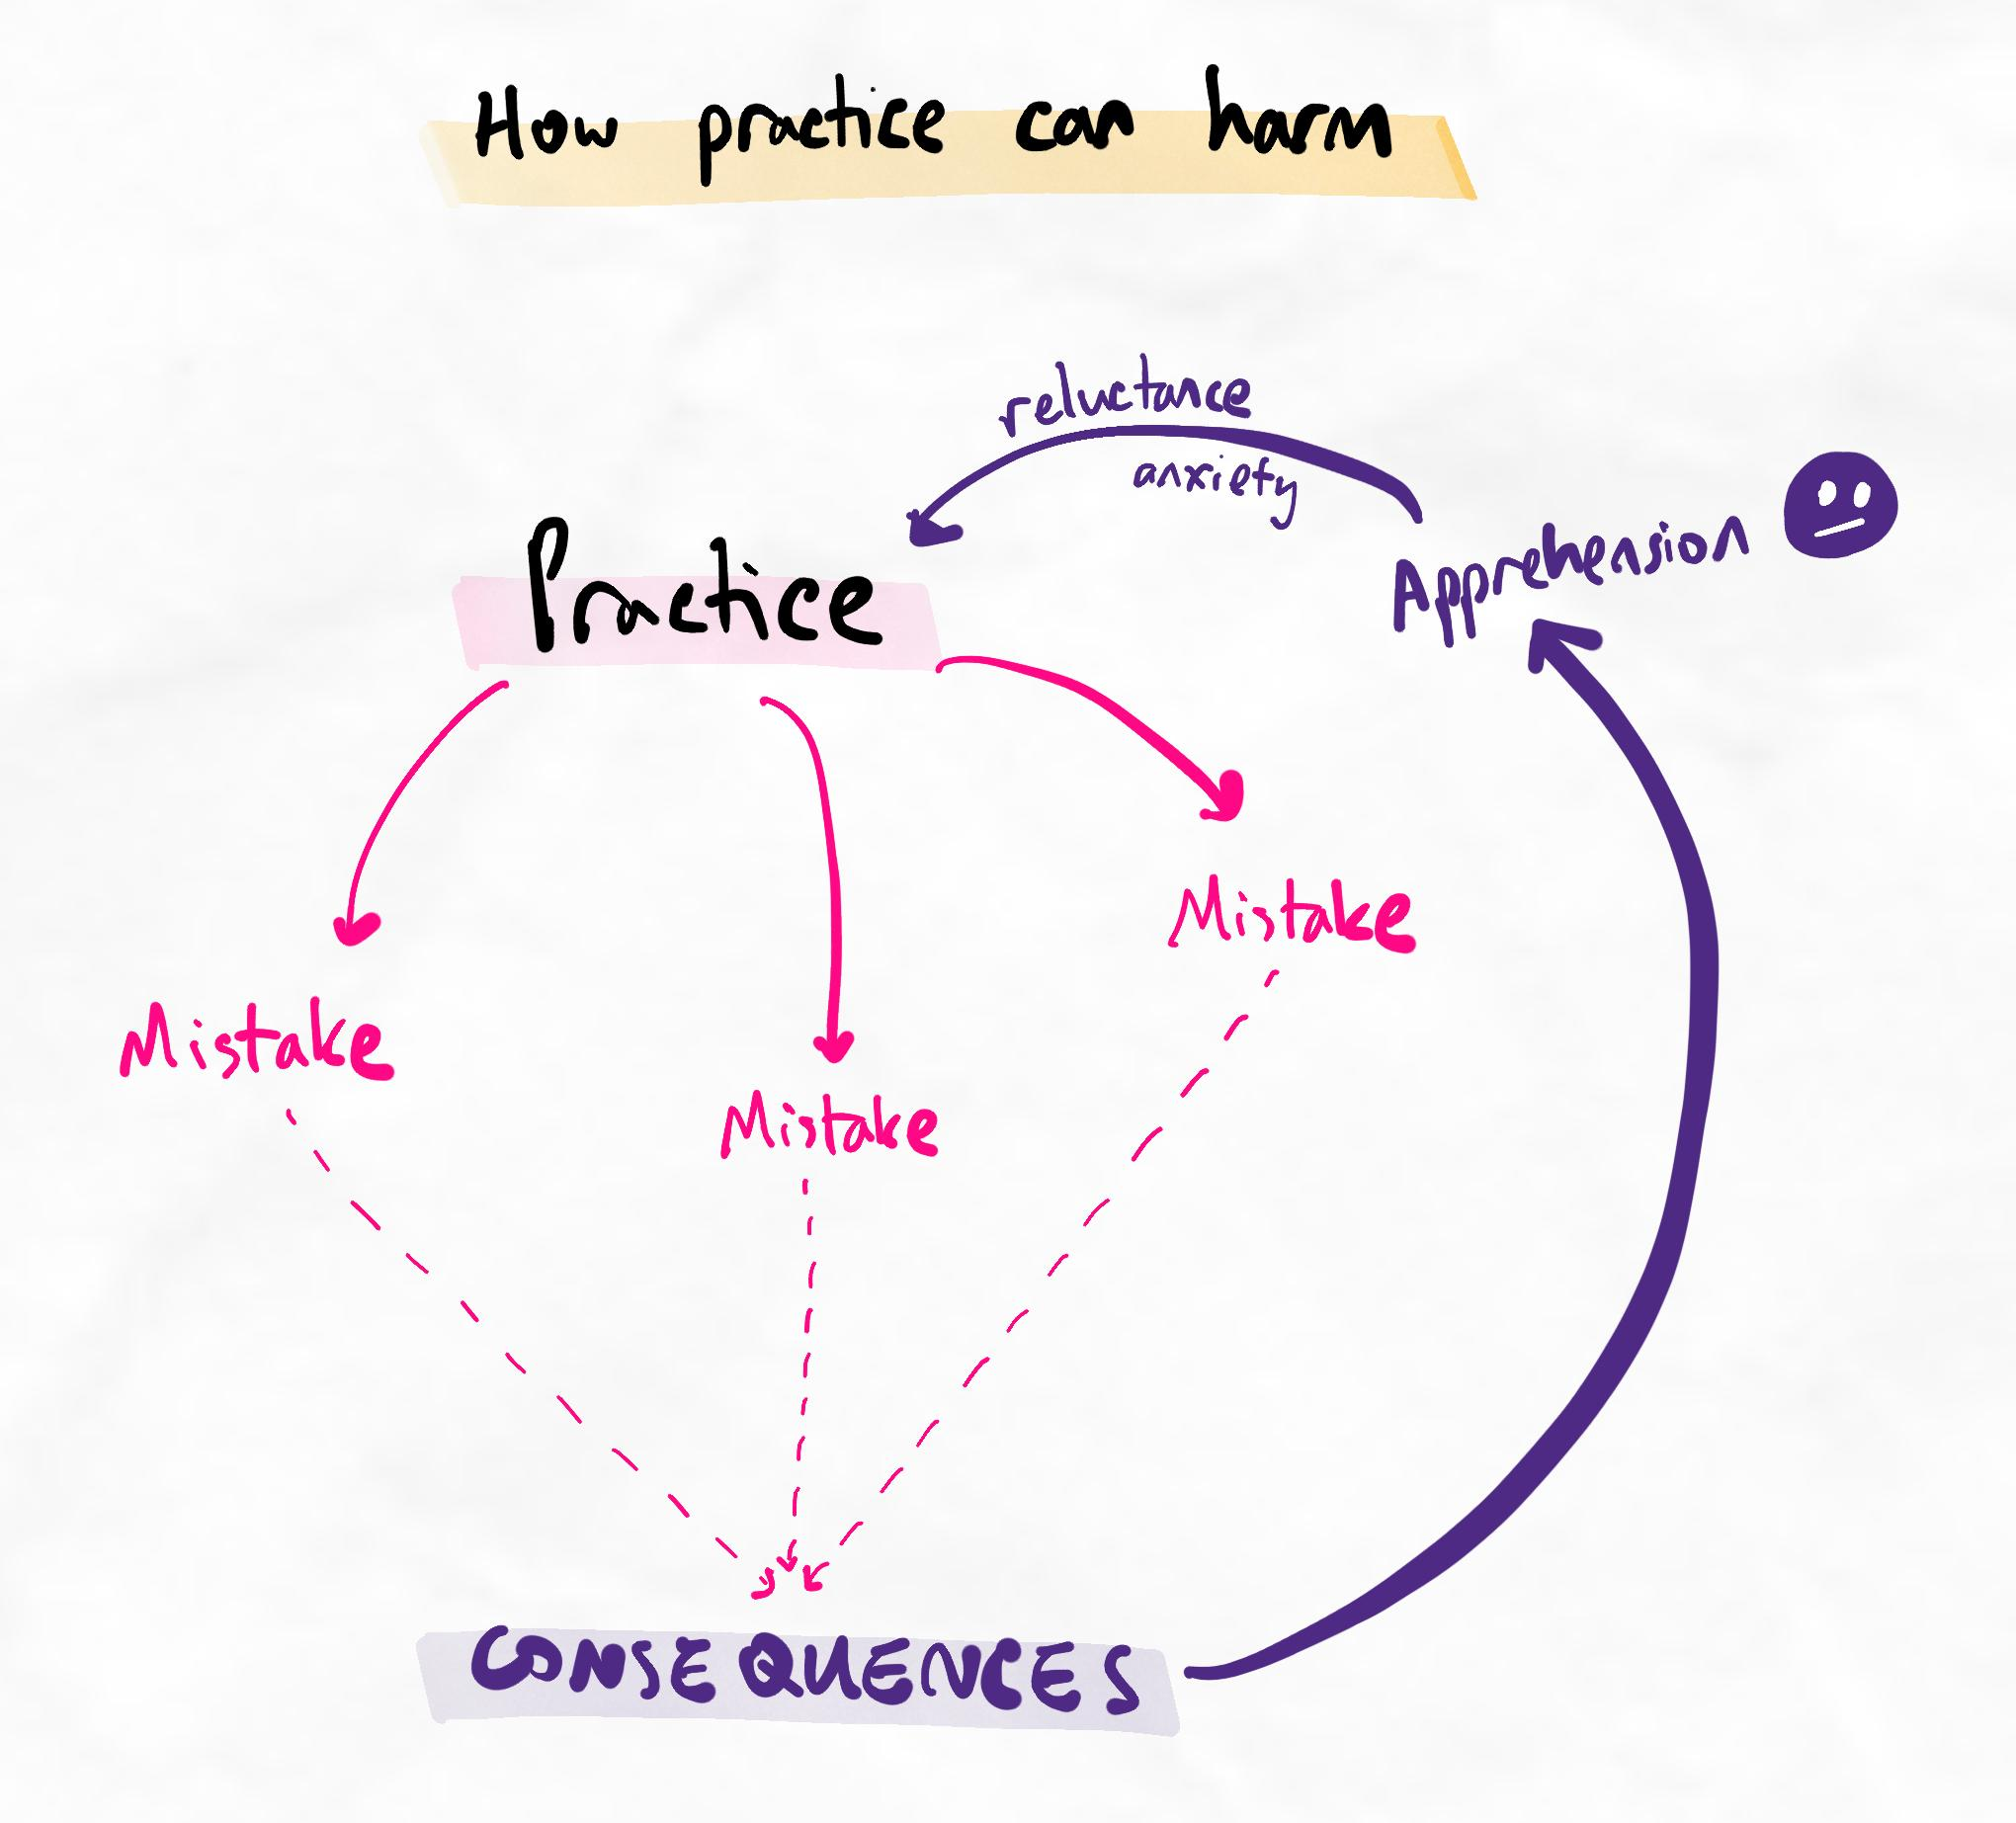 How practice can harm
reluctance
anxiety
Apprehension
Practice
Mistake
Mistake
Mistake
CONSEQUENCES